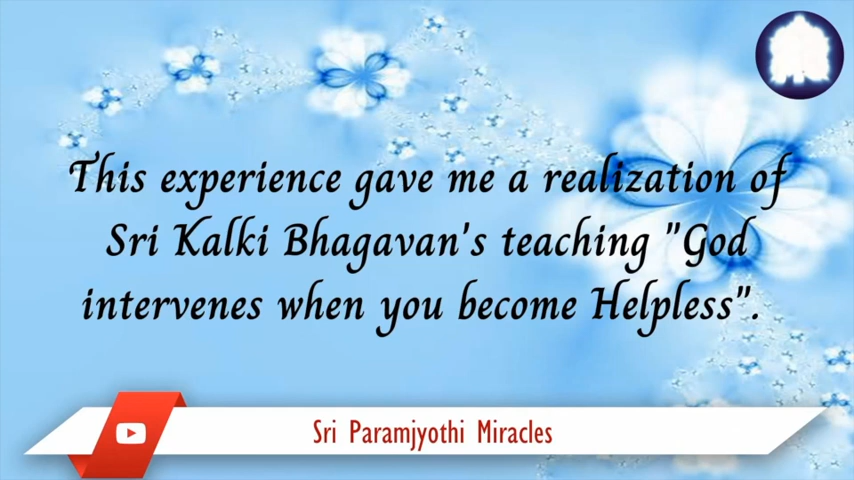 This experience gave me a realization of
Sri Kalki Bhagavan's teaching "God
intervenes when you become Helpless".
Sri Paramjyothi Miracles